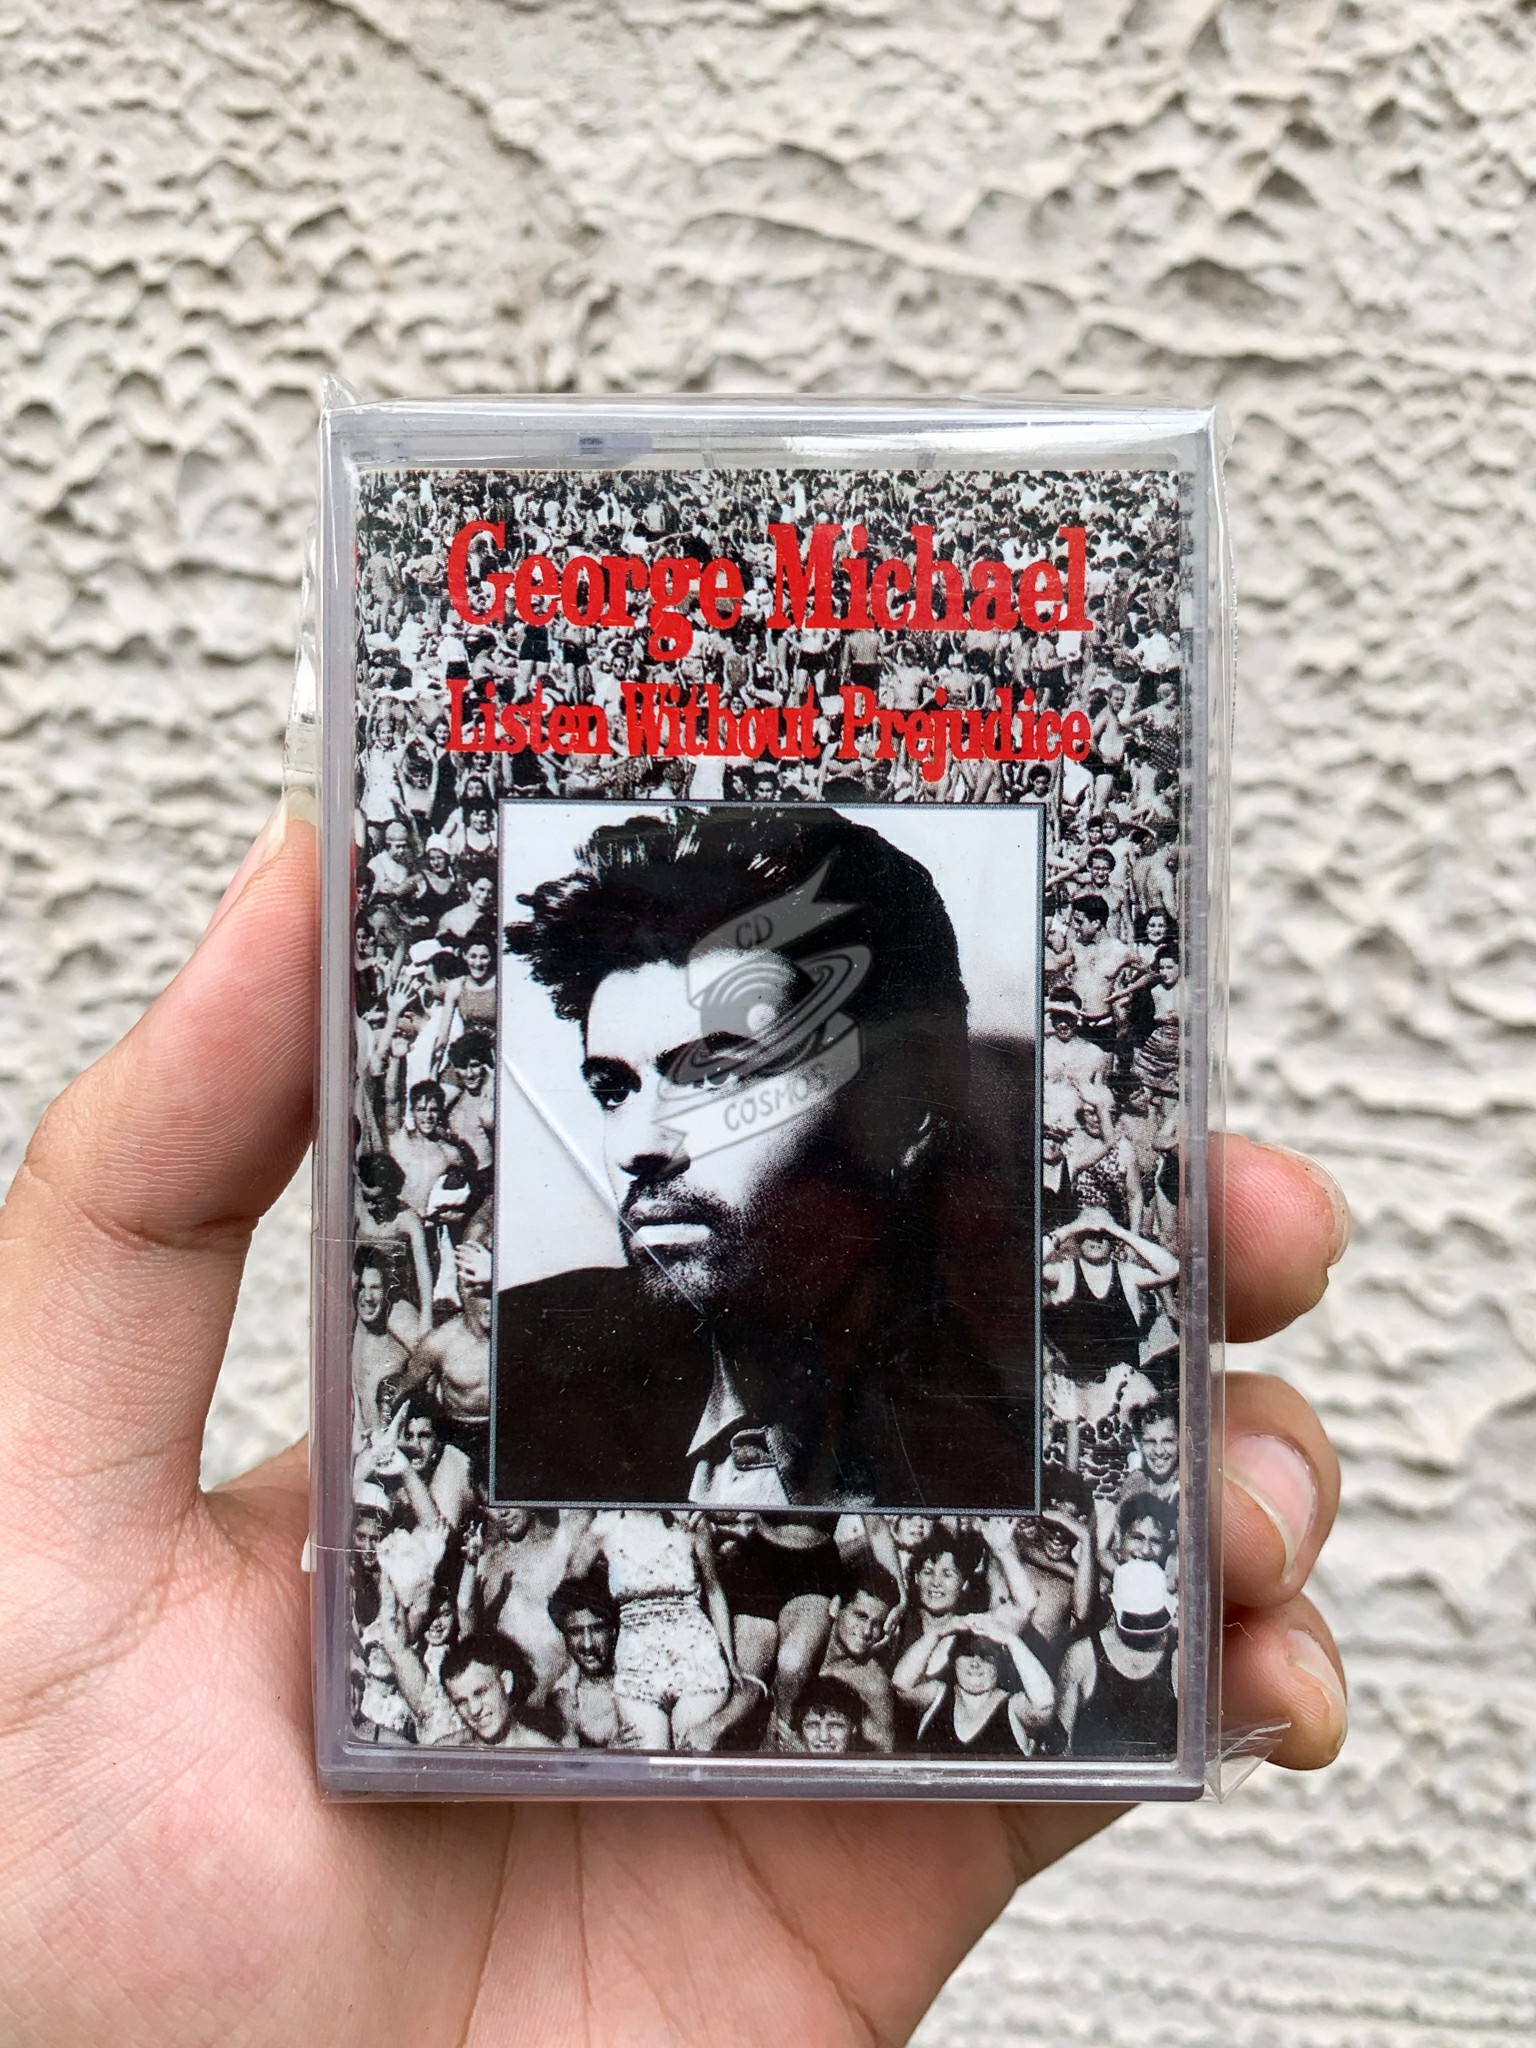 George Michael
Listen Without Prejudice
CD
COSMOS